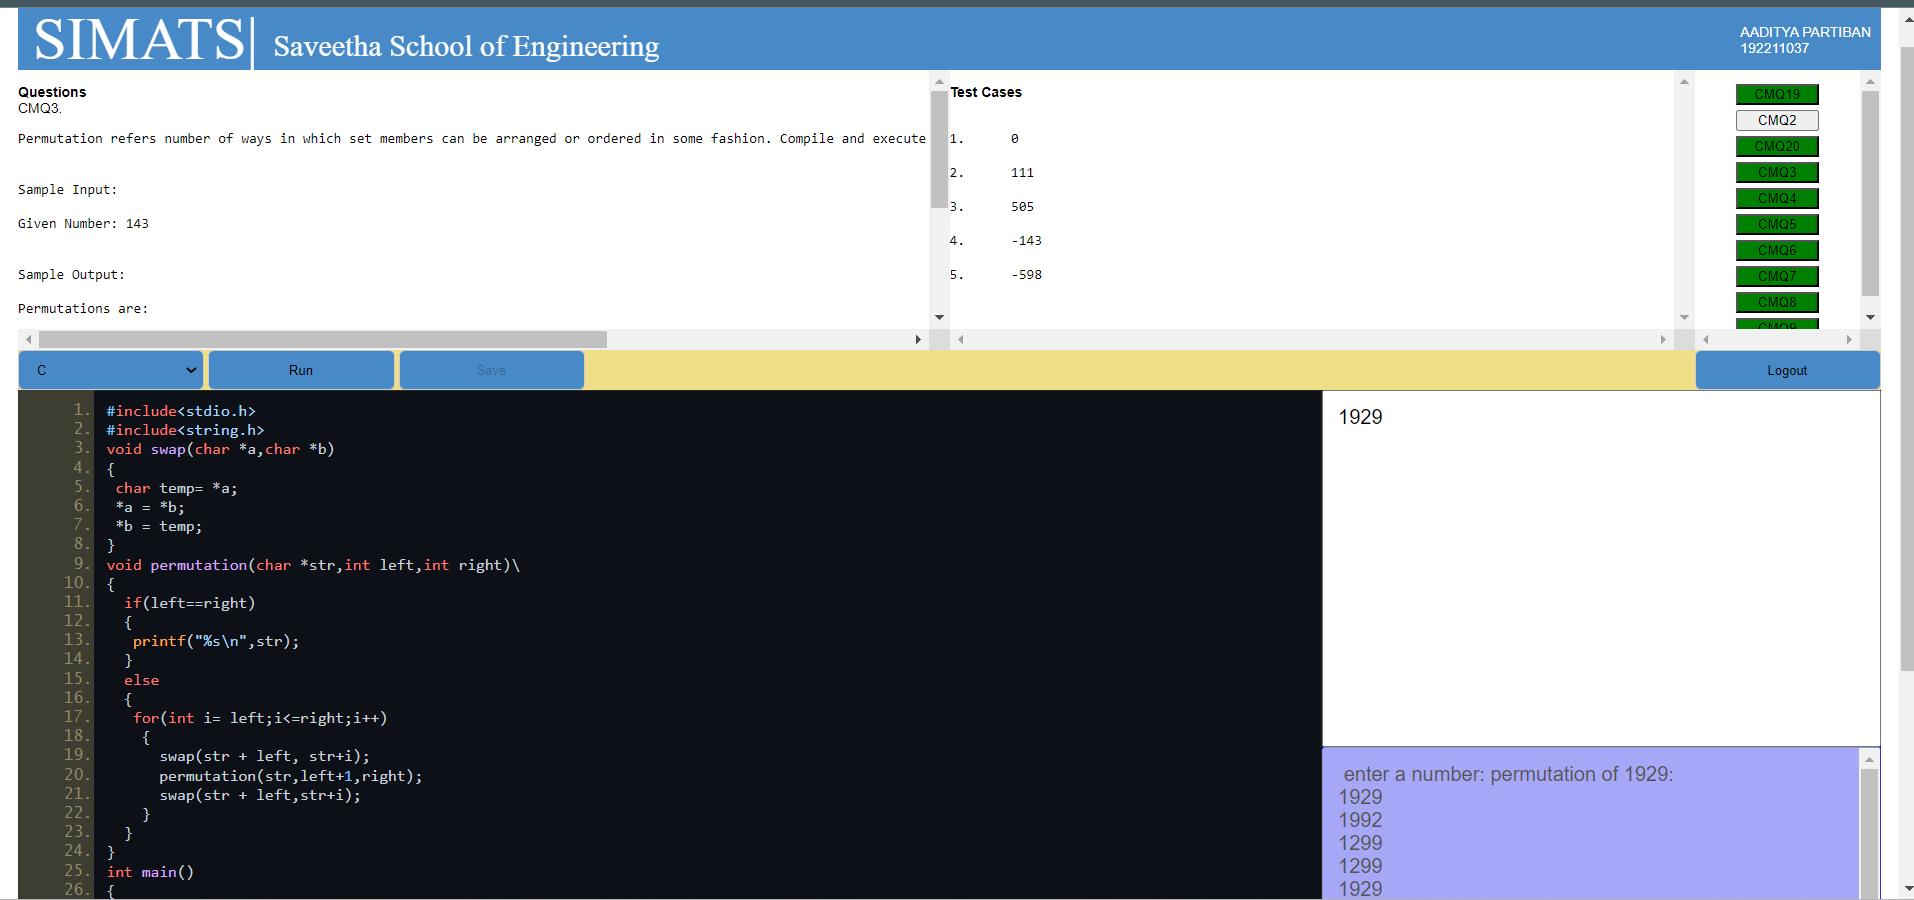 SIMATS
Saveetha School of Engineering
AADITYA PARTIBAN
192211037
Questions
CMQ3.
Permutation refers number of ways in which set members can be arranged or ordered in some fashion. Compile and execute
Sample Input:
Given Number: 143
Sample Output:
Permutations are:
Test Cases
1. 0
2. 111
3. 505
4. -143
5. -598
CMQ19
CMQ2
CMQ20
CMQ3
CMQ4
CMQ5
CMQ6
CMQ7
CMQ8
CMQ9
C
Run
Save
Logout
1. #include<stdio.h>
2. #include<string.h>
3. void swap(char *a,char *b)
4. {
5. char temp= *a;
6. *a = *b;
7. *b = temp;
8. }
9. void permutation(char *str,int left,int right)\
10. {
11. if(left==right)
12. {
13. printf("%s\n",str);
14. }
15. else
16. {
17. for(int i= left;i<=right;i++)
18. {
19. swap(str + left, str+i);
20. permutation(str,left+1,right);
21. swap(str + left,str+i);
22. }
23. }
24. }
25. int main()
26. {
1929
enter a number: permutation of 1929:
1929
1992
1299
1299
1929